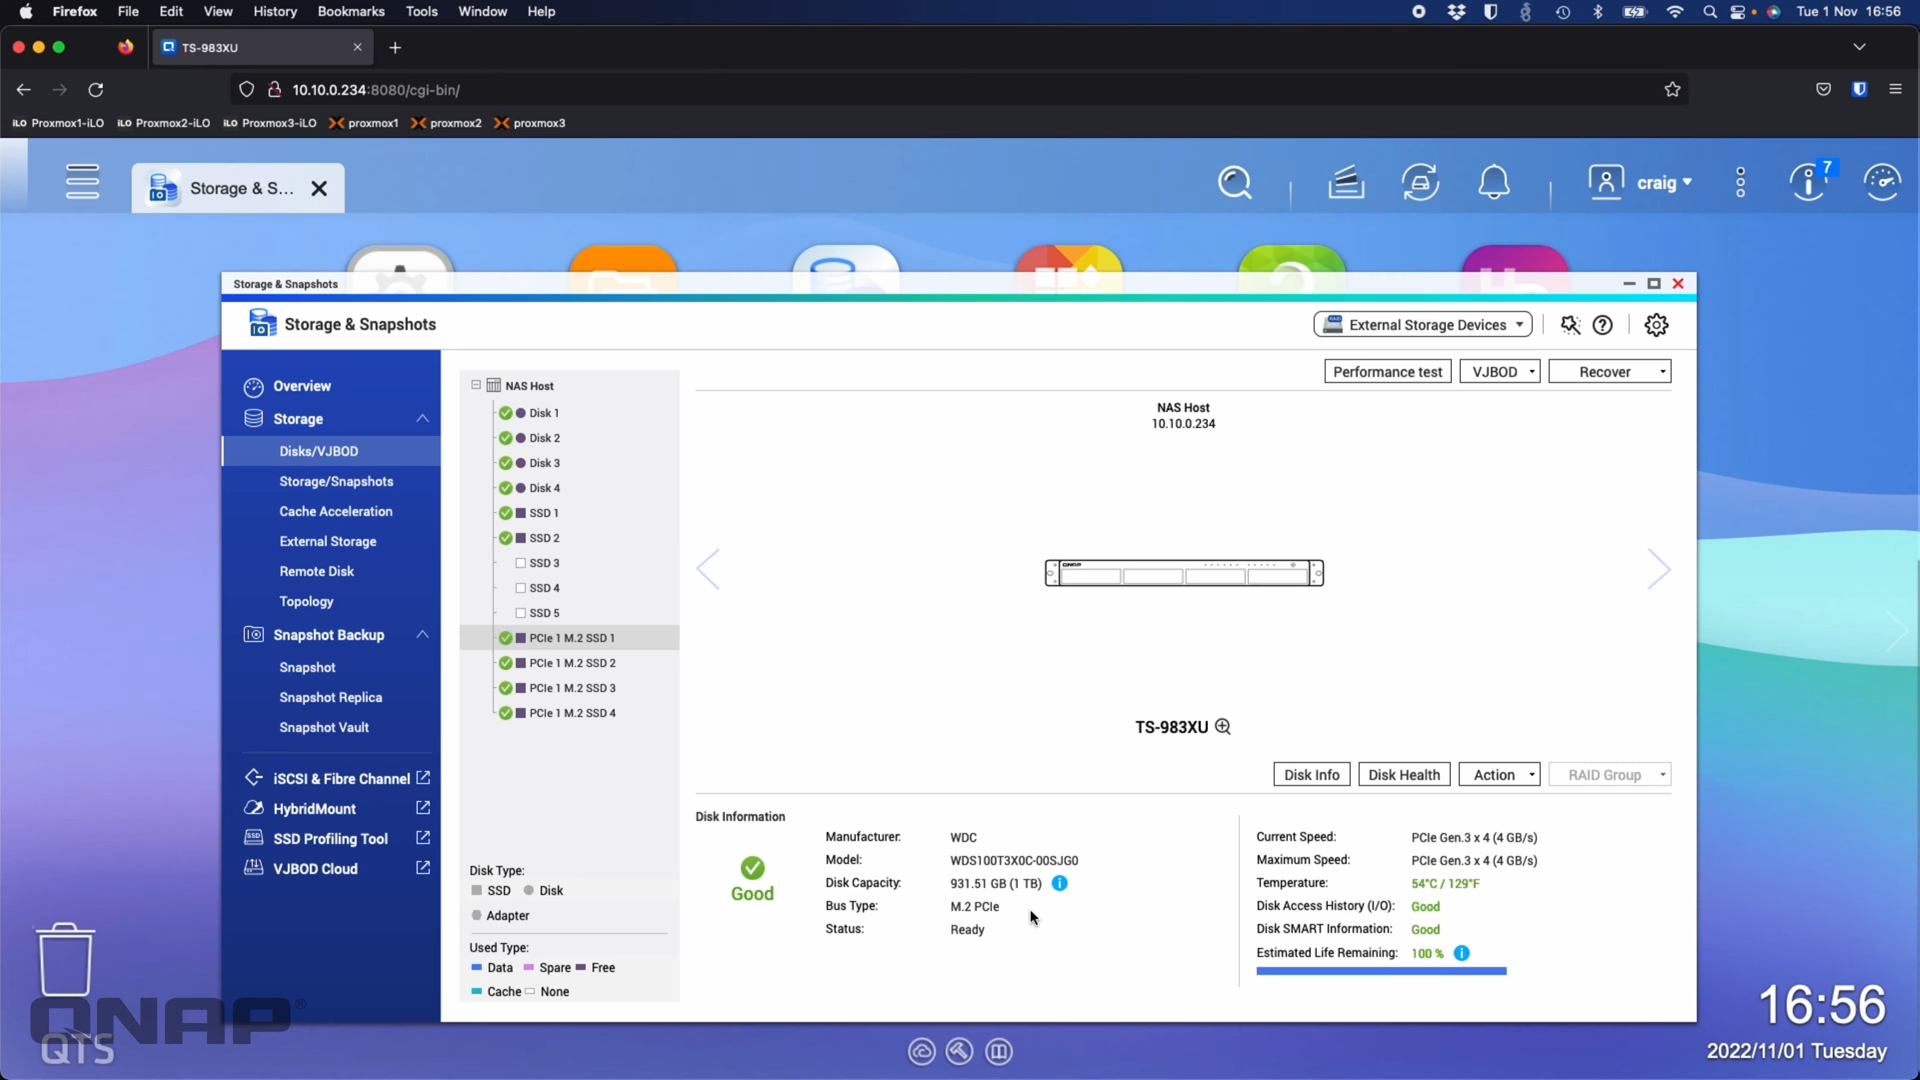 Firefox File Edit View History Bookmarks Tools Window Help Tue 1 Nov 16:56
TS-983XU
10.10.0.234:8080/cgi-bin/
iLO Proxmox1-iLO iLO Proxmox2-iLO iLO Proxmox3-iLO proxmox1 proxmox2 proxmox3
Storage & S... craig 7
Storage & Snapshots
Storage & Snapshots
External Storage Devices
Performance test VJBOD Recover
Overview
Storage
Disks/VJBOD
Storage/Snapshots
Cache Acceleration
External Storage
Remote Disk
Topology
Snapshot Backup
Snapshot
Snapshot Replica
Snapshot Vault
iSCSI & Fibre Channel
HybridMount
SSD Profiling Tool
VJBOD Cloud
NAS Host
Disk 1
Disk 2
Disk 3
Disk 4
SSD 1
SSD 2
SSD 3
SSD 4
SSD 5
PCIe 1 M.2 SSD 1
PCIe 1 M.2 SSD 2
PCIe 1 M.2 SSD 3
PCIe 1 M.2 SSD 4
Disk Type:
SSD Disk
Adapter
Used Type:
Data Spare Free
Cache None
NAS Host
10.10.0.234
QNAP
TS-983XU
Disk Info Disk Health Action RAID Group
Disk Information
Good
Manufacturer: WDC
Model: WDS100T3X0C-00SJG0
Disk Capacity: 931.51 GB (1 TB)
Bus Type: M.2 PCIe
Status: Ready
Current Speed: PCIe Gen.3 x 4 (4 GB/s)
Maximum Speed: PCIe Gen.3 x 4 (4 GB/s)
Temperature: 54°C / 129°F
Disk Access History (I/O): Good
Disk SMART Information: Good
Estimated Life Remaining: 100 %
QNAP
QTS
16:56
2022/11/01 Tuesday